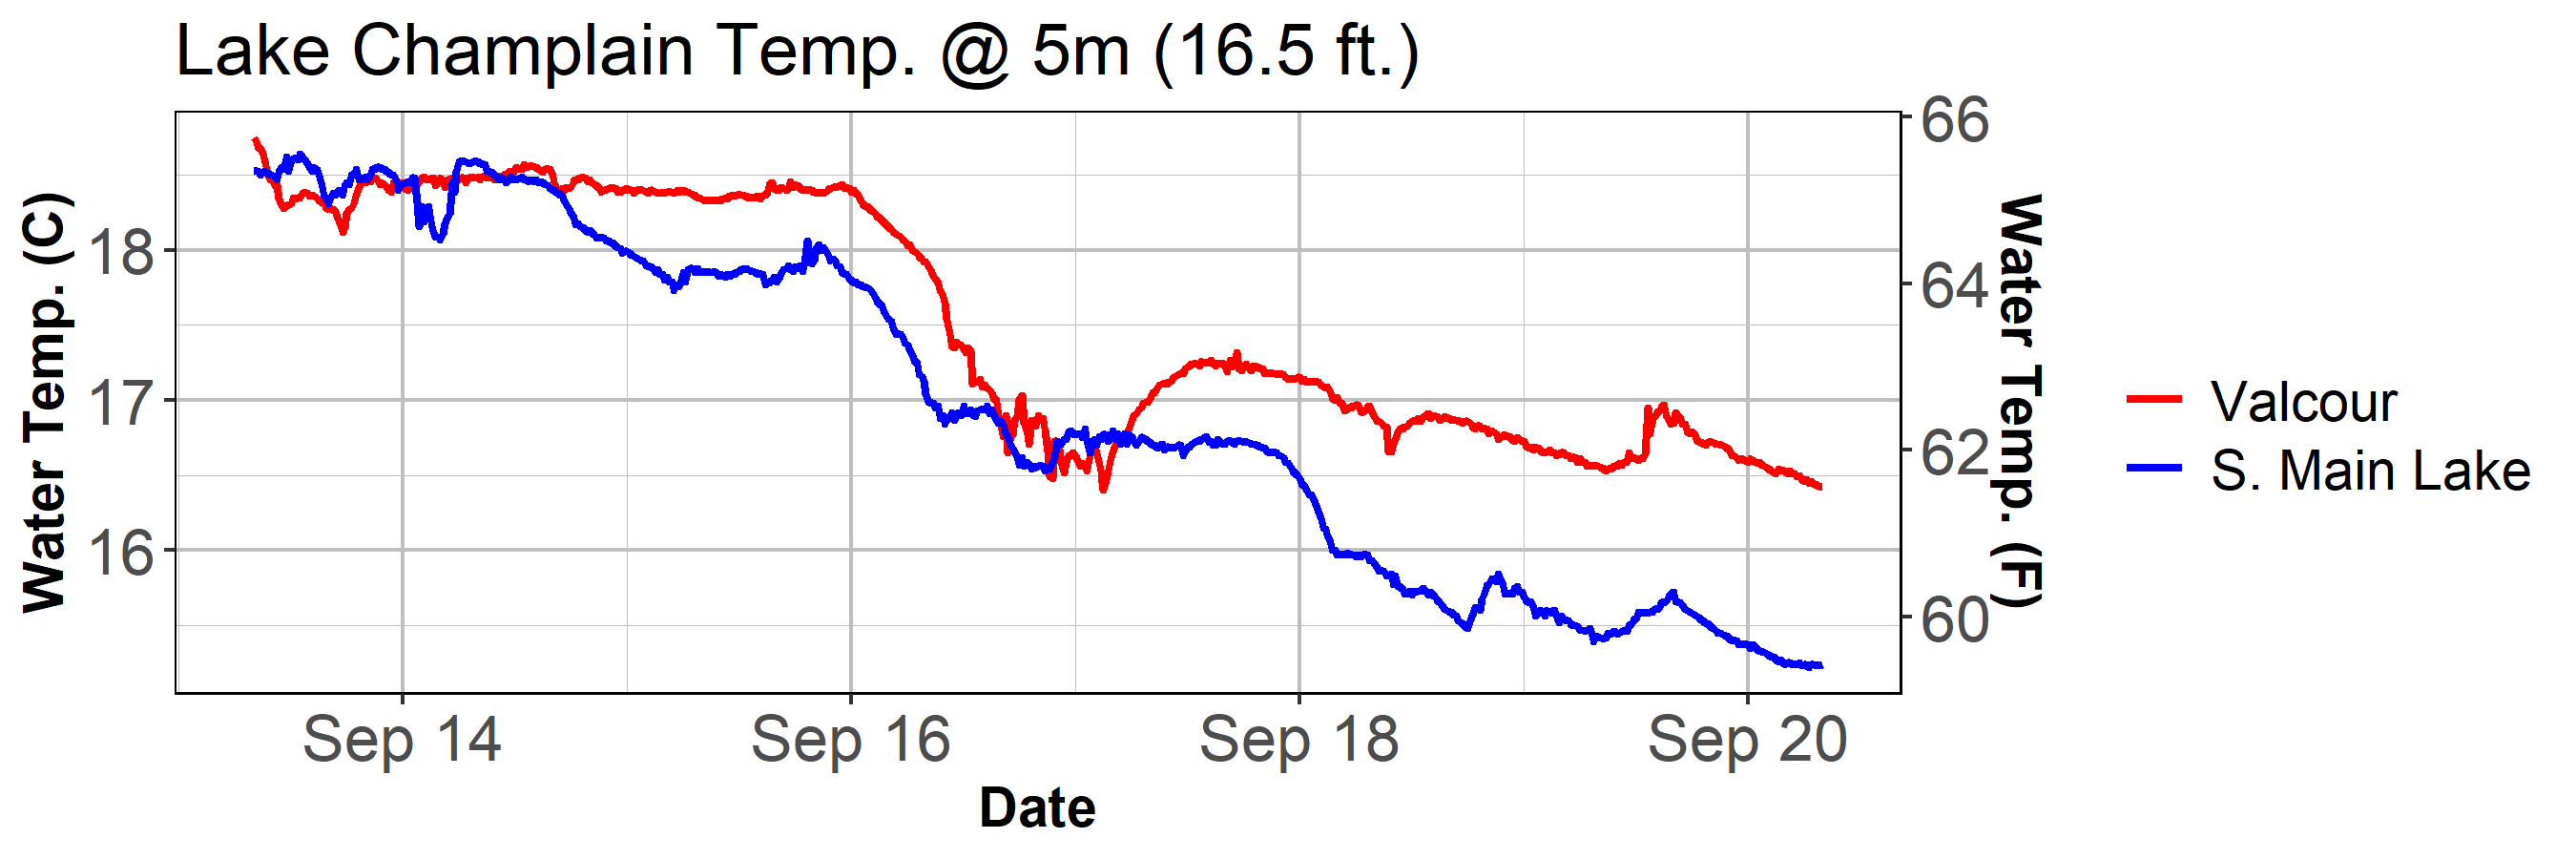 Lake Champlain Temp. @ 5m (16.5 ft.)
Water Temp. (C)
18
17
16
66
64
62
60
Water Temp. (F)
Sep 14
Sep 16
Sep 18
Sep 20
Date
Valcour
S. Main Lake